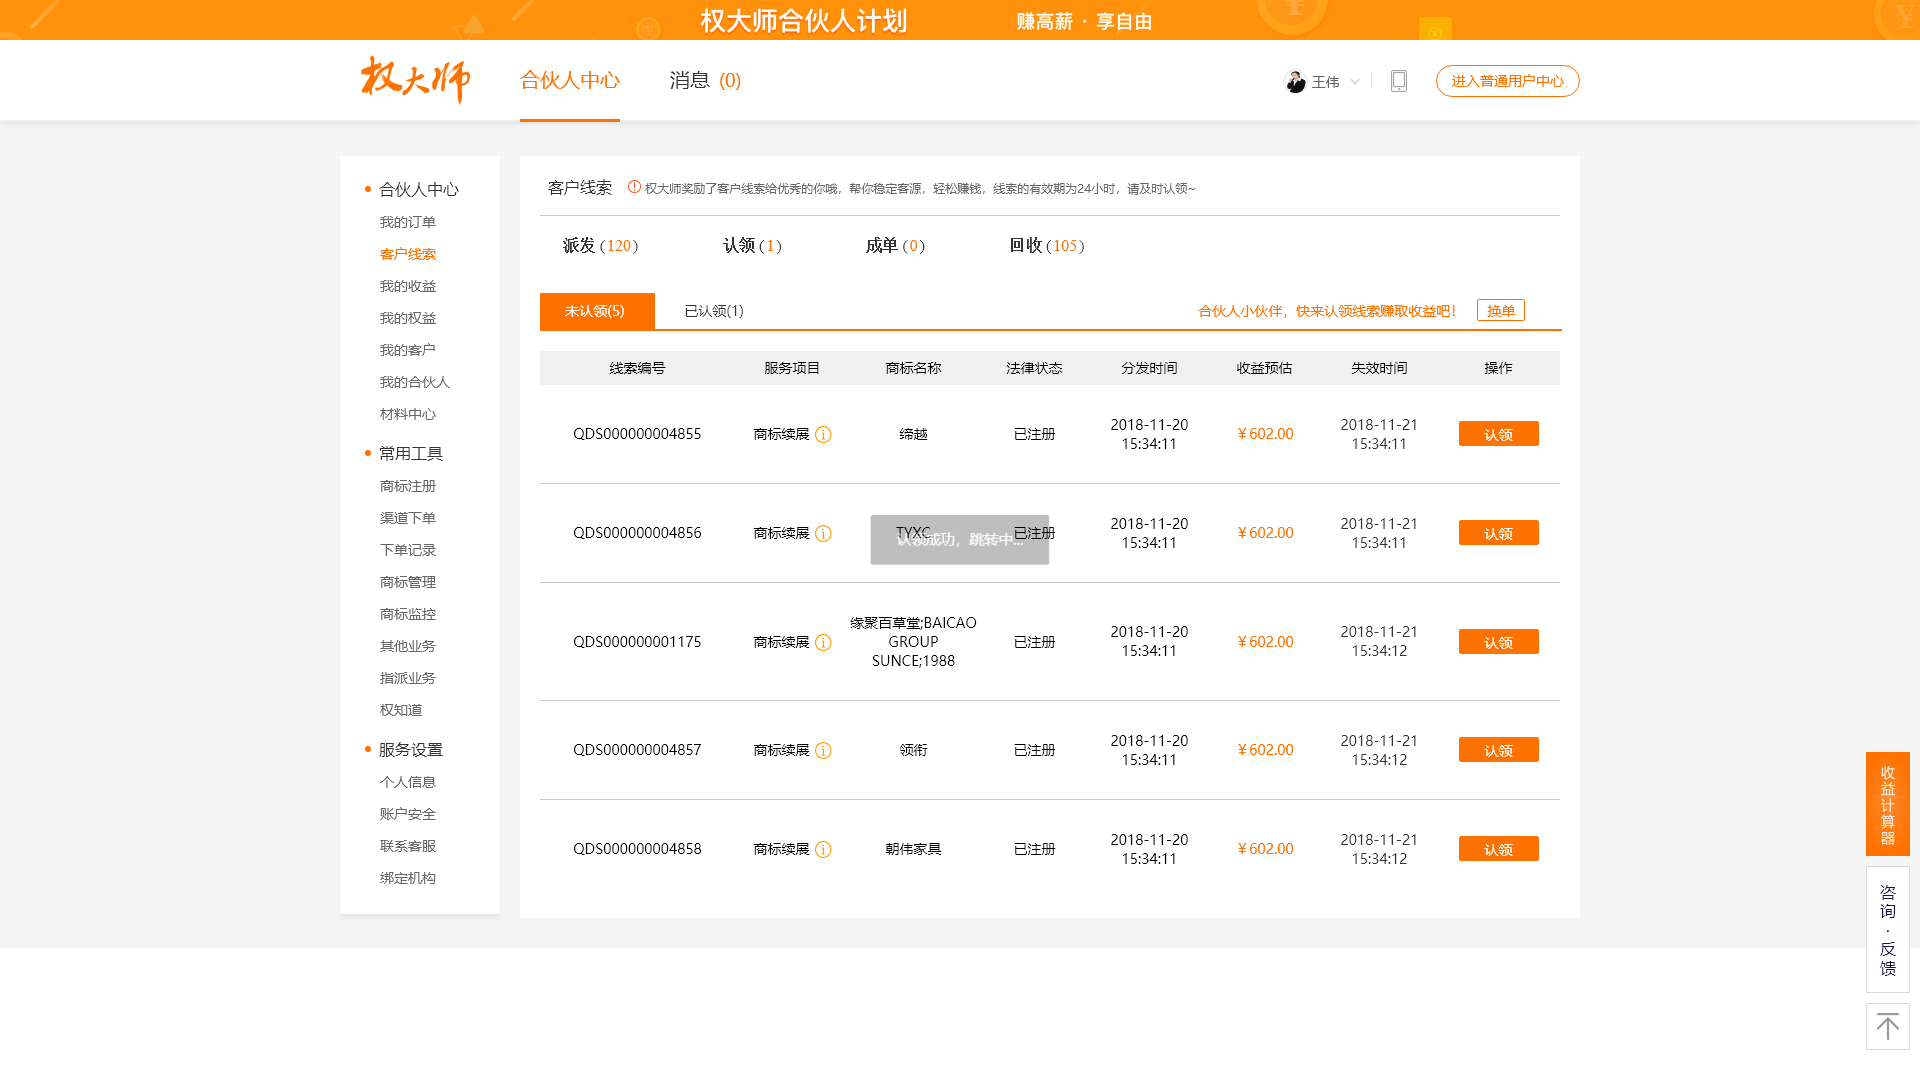 权大师合伙人计划 赚高薪 · 享自由
权大师 合伙人中心 消息 (0) 王伟 进入普通用户中心
合伙人中心
我的订单
客户线索
我的收益
我的权益
我的客户
我的合伙人
材料中心
常用工具
商标注册
渠道下单
下单记录
商标管理
商标监控
其他业务
指派业务
权知道
服务设置
个人信息
账户安全
联系客服
绑定机构
客户线索 权大师奖励了客户线索给优秀的你哦，帮你稳定客源，轻松赚钱，线索的有效期为24小时，请及时认领~
派发 (120) 认领 (1) 成单 (0) 回收 (105)
未认领(5) 已认领(1) 合伙人小伙伴，快来认领线索赚取收益吧！ 换单
线索编号 服务项目 商标名称 法律状态 分发时间 收益预估 失效时间 操作
QDS000000004855 商标续展 缔越 已注册 2018-11-20 15:34:11 ￥602.00 2018-11-21 15:34:11 认领
QDS000000004856 商标续展 TYXC 已注册 2018-11-20 15:34:11 ￥602.00 2018-11-21 15:34:11 认领
认领成功，跳转中...
QDS000000001175 商标续展 缘聚百草堂;BAICAO GROUP SUNCE;1988 已注册 2018-11-20 15:34:11 ￥602.00 2018-11-21 15:34:12 认领
QDS000000004857 商标续展 领衔 已注册 2018-11-20 15:34:11 ￥602.00 2018-11-21 15:34:12 认领
QDS000000004858 商标续展 朝伟家具 已注册 2018-11-20 15:34:11 ￥602.00 2018-11-21 15:34:12 认领
收益计算器
咨询·反馈